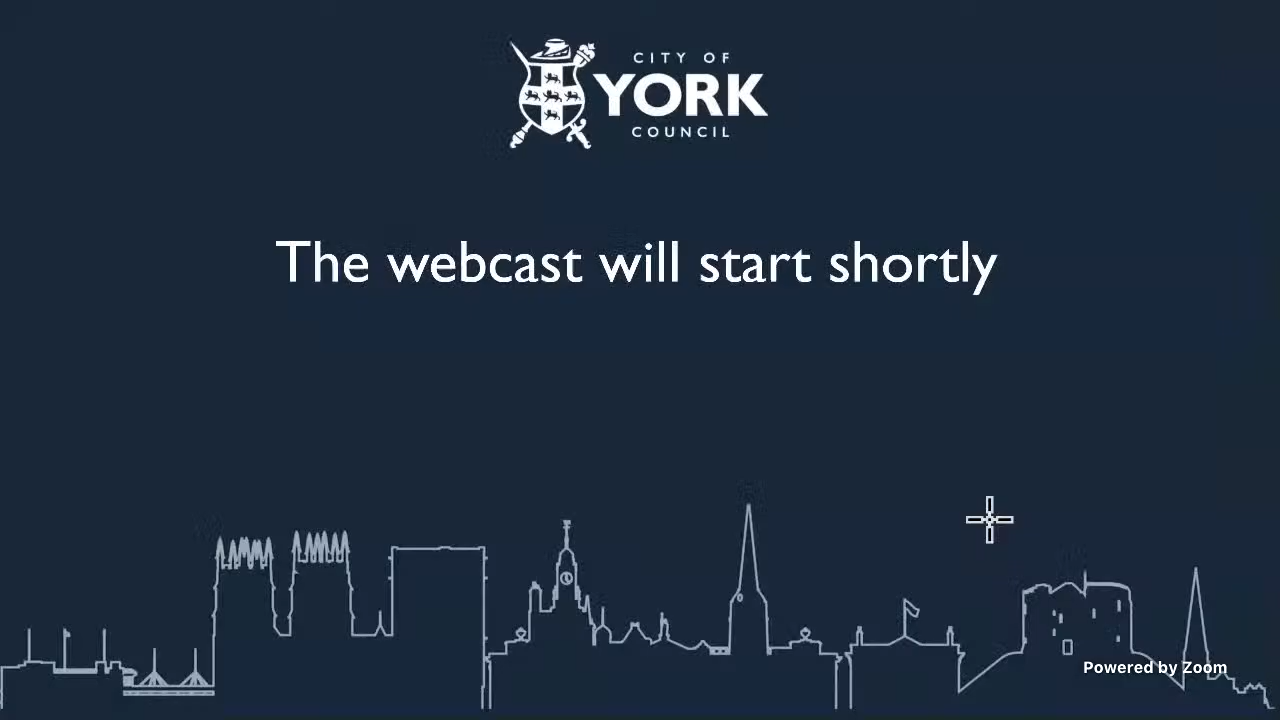 CITY OF
YORK
COUNCIL
The webcast will start shortly
Powered by Zoom